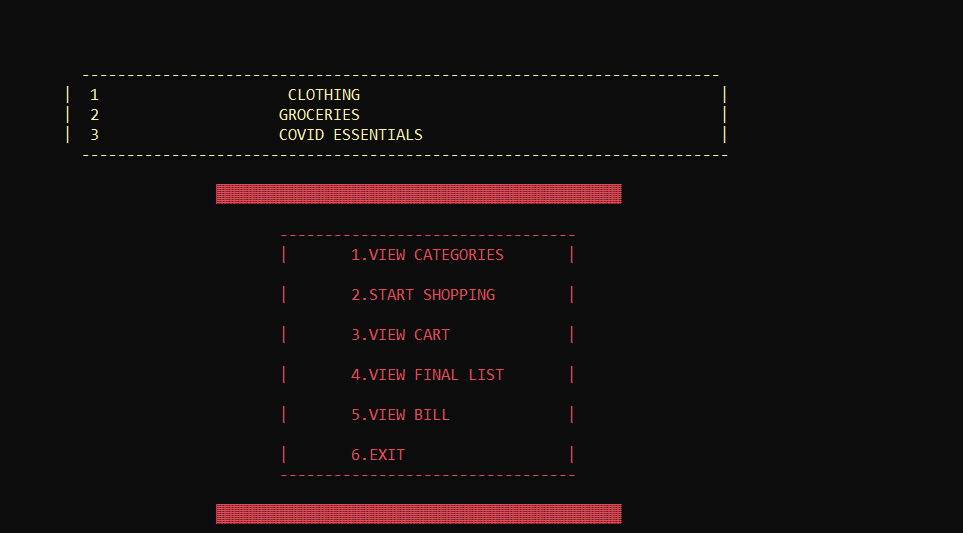 1 CLOTHING
2 GROCERIES
3 COVID ESSENTIALS
1.VIEW CATEGORIES
2.START SHOPPING
3.VIEW CART
4.VIEW FINAL LIST
5.VIEW BILL
6.EXIT